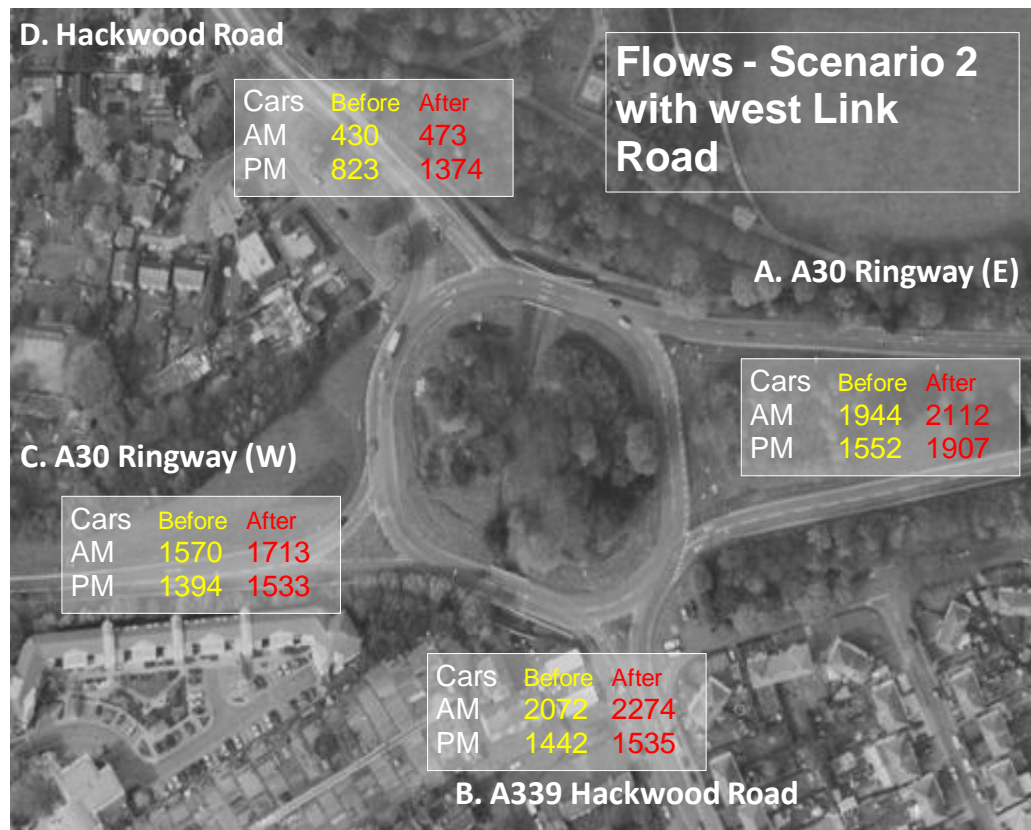 D. Hackwood Road
Flows - Scenario 2
with west Link
Road
Cars Before After
AM 430 473
PM 823 1374
A. A30 Ringway (E)
Cars Before After
AM 1944 2112
PM 1552 1907
C. A30 Ringway (W)
Cars Before After
AM 1570 1713
PM 1394 1533
Cars Before After
AM 2072 2274
PM 1442 1535
B. A339 Hackwood Road